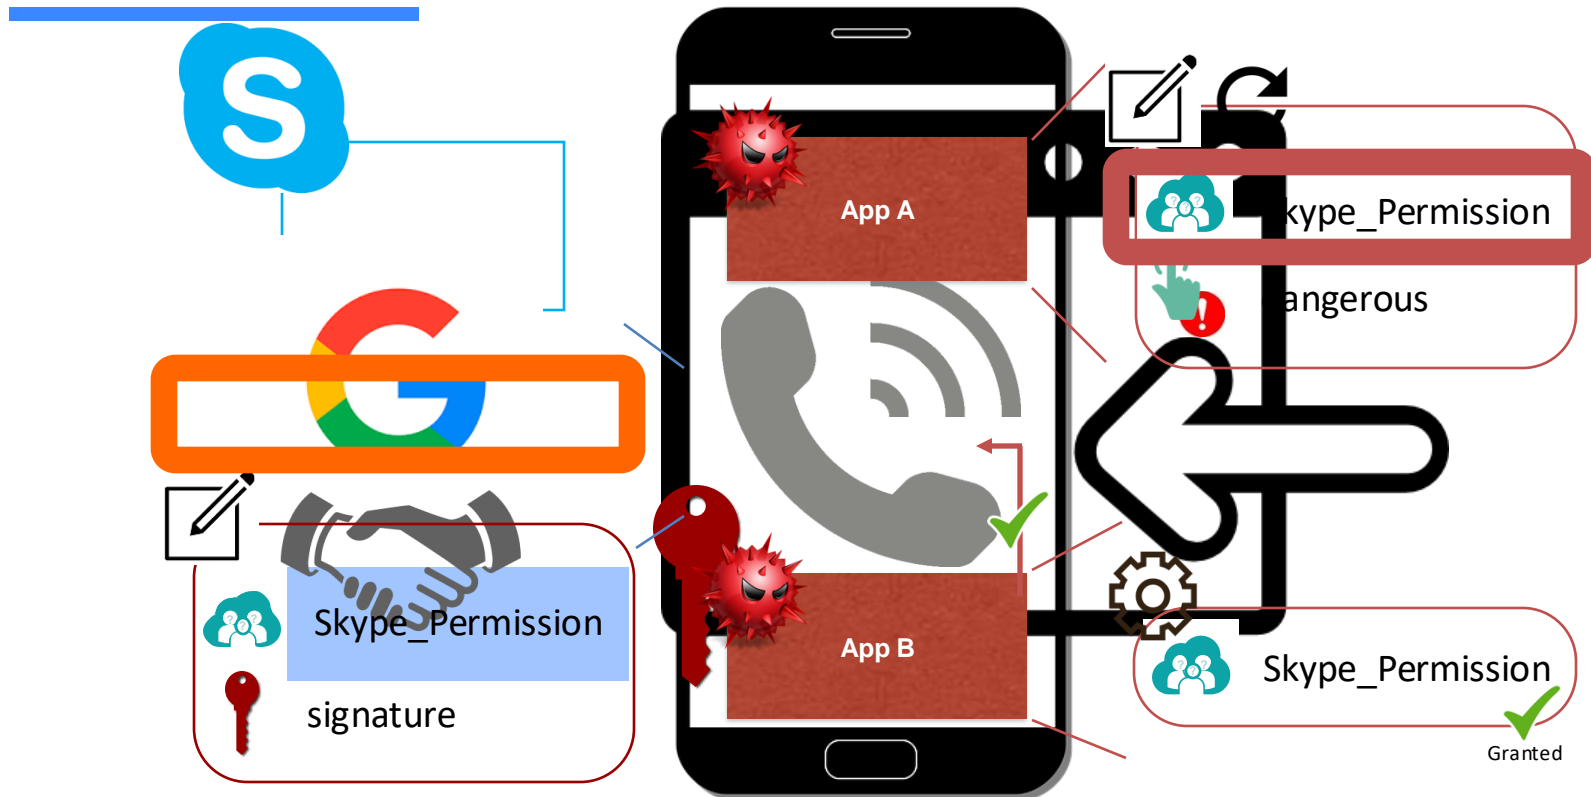 App A
kype_Permission
angerous
Skype_Permission
signature
App B
Skype_Permission
Granted